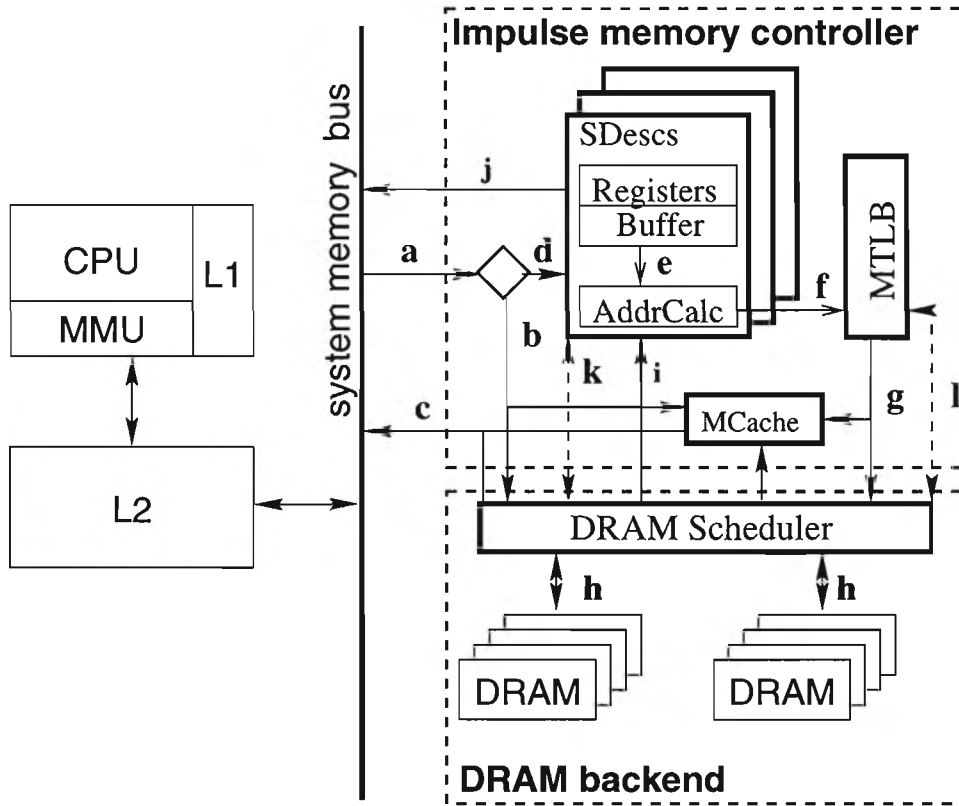 Impulse memory controller
system memory bus
SDescs
Registers
Buffer
e
AddrCalc
MTLB
f
j
a
d
b
k
i
g
l
c
MCache
CPU
L1
MMU
L2
DRAM Scheduler
h
h
DRAM
DRAM
DRAM backend